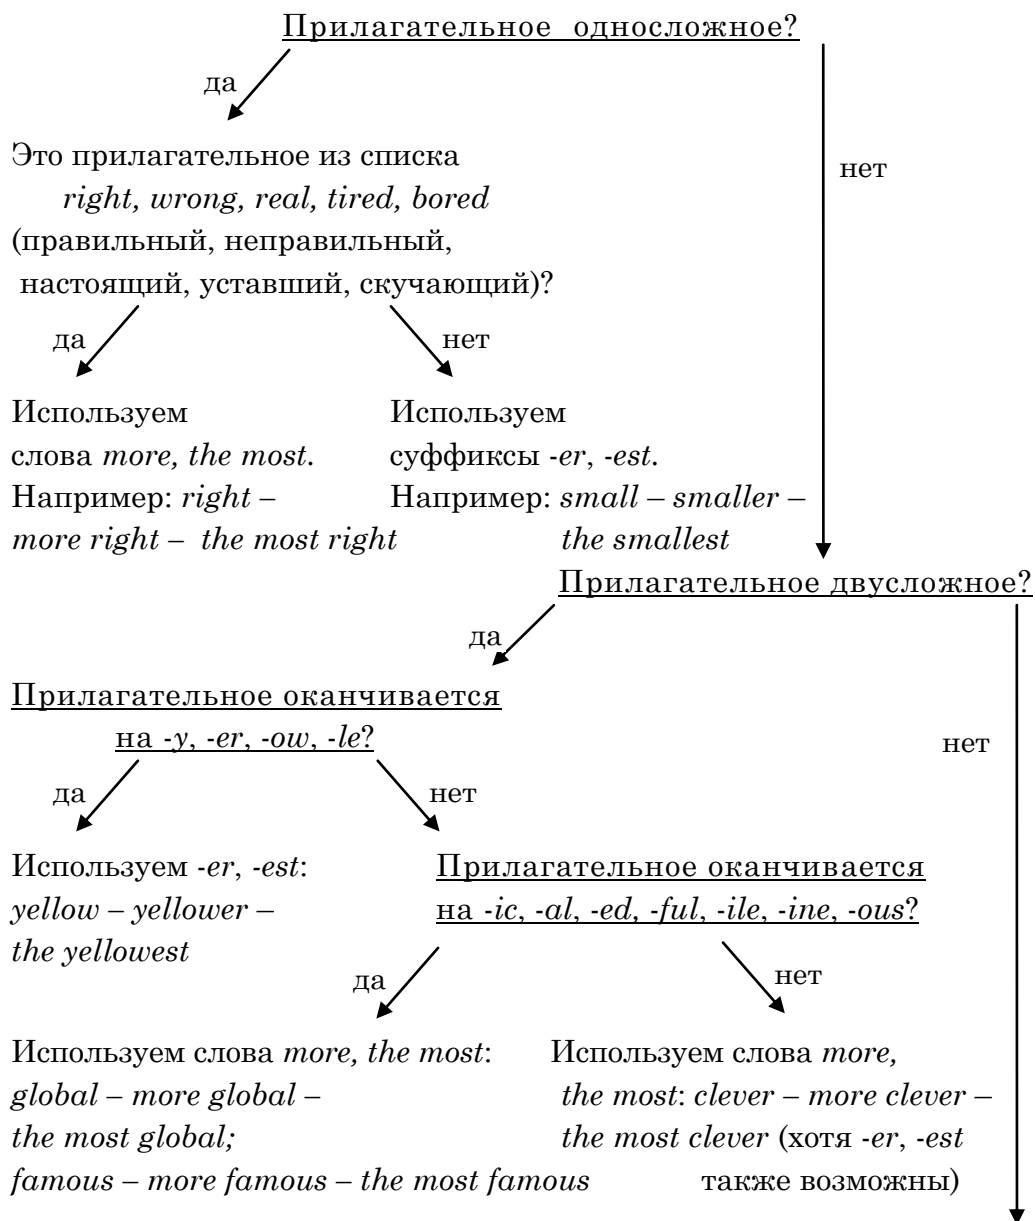 Прилагательное односложное?
да
Это прилагательное из списка
right, wrong, real, tired, bored
(правильный, неправильный,
настоящий, уставший, скучающий)?
нет
да
нет
Используем
слова more, the most.
Например: right –
more right – the most right
Используем
суффиксы -er, -est.
Например: small – smaller –
the smallest
Прилагательное двусложное?
да
Прилагательное оканчивается
на -y, -er, -ow, -le?
нет
да
нет
Используем -er, -est:
yellow – yellower –
the yellowest
Прилагательное оканчивается
на -ic, -al, -ed, -ful, -ile, -ine, -ous?
да
нет
Используем слова more, the most:
global – more global –
the most global;
famous – more famous – the most famous
Используем слова more,
the most: clever – more clever –
the most clever (хотя -er, -est
также возможны)